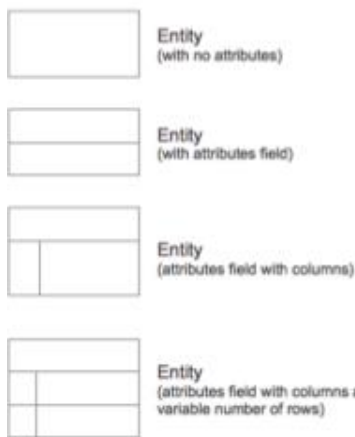 Entity
(with no attributes)
Entity
(with attributes field)
Entity
(attributes field with columns)
Entity
(attributes field with columns
variable number of rows)